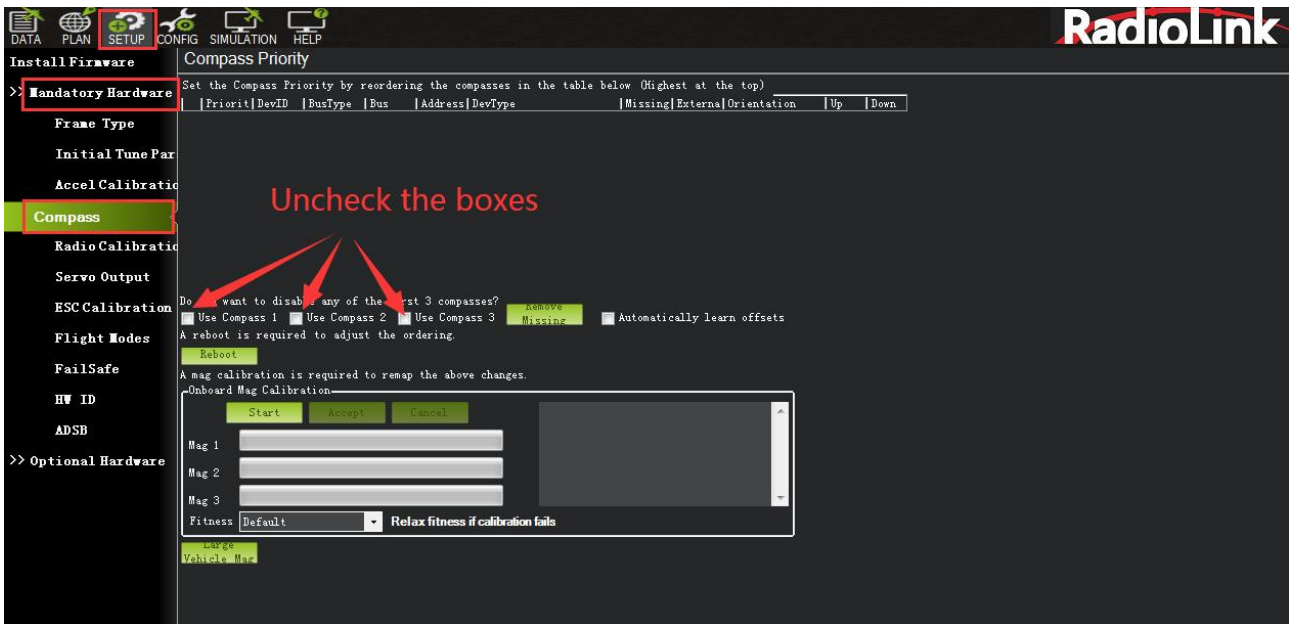 DATA PLAN SETUP CONFIG SIMULATION HELP
RadioLink
Install Firmware
Compass Priority
>> Mandatory Hardware
Set the Compass Priority by reordering the compasses in the table below (Highest at the top)
Priorit DevID BusType Bus Address DevType Missing Externa Orientation Up Down
Frame Type
Initial Tune Par
Accel Calibratio
Uncheck the boxes
Compass
Radio Calibratio
Servo Output
ESC Calibration
Do want to disab any of the rst 3 compasses?
Remove Missing
Use Compass 1 Use Compass 2 Use Compass 3 Automatically learn offsets
Flight Modes
A reboot is required to adjust the ordering.
Reboot
FailSafe
A mag calibration is required to remap the above changes.
Onboard Mag Calibration
HW ID
Start Accept Cancel
ADSB
Mag 1
>> Optional Hardware
Mag 2
Mag 3
Fitness Default Relax fitness if calibration fails
Large
Vehicle Mag